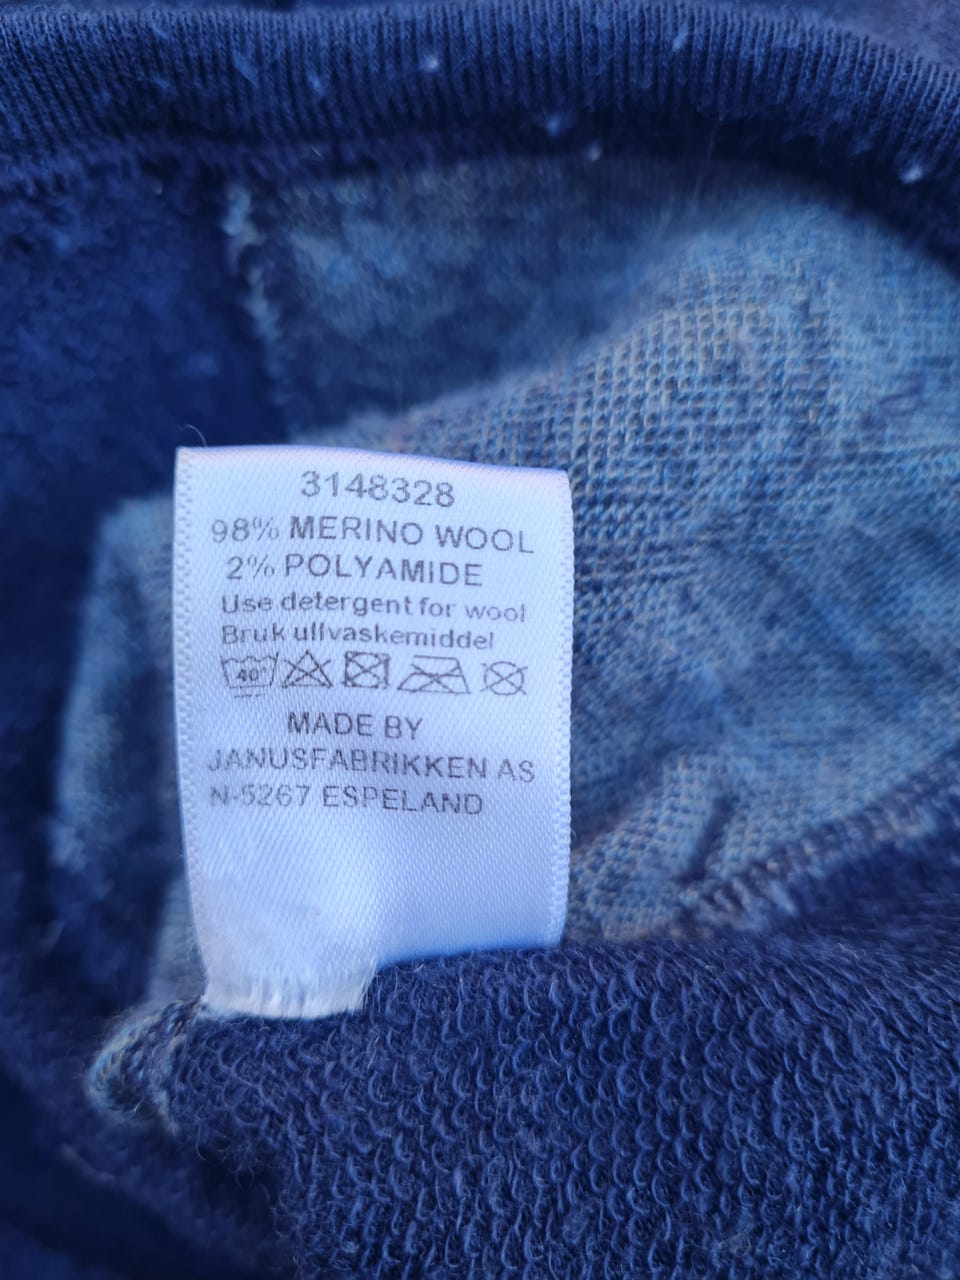 3148328
98% MERINO WOOL
2% POLYAMIDE
Use detergent for wool
Bruk ullvaskemiddel
40°
MADE BY
JANUSFABRIKKEN AS
N-5267 ESPELAND